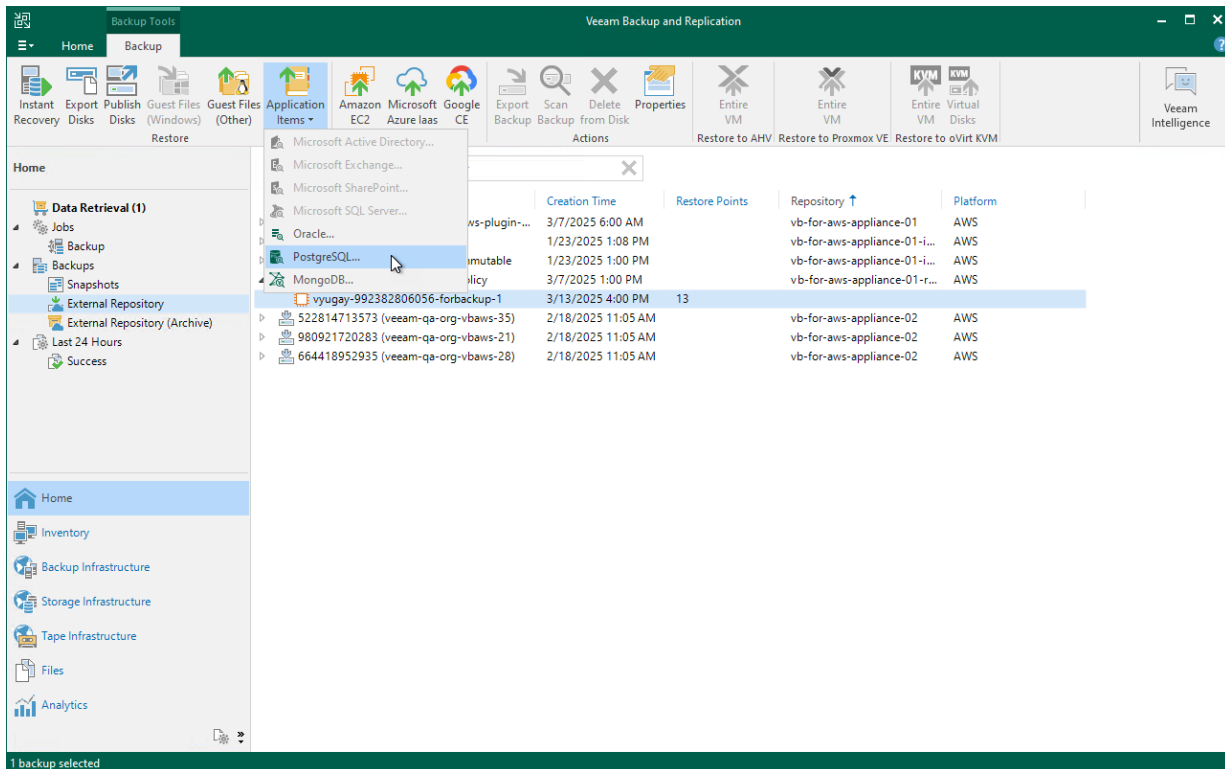 Backup Tools
Veeam Backup and Replication
Home Backup
Instant Recovery
Export Disks
Publish Disks
Guest Files (Windows)
Guest Files (Other)
Application Items
Amazon EC2
Microsoft Azure Iaas
Google CE
Export Backup
Scan Backup
Delete from Disk
Properties
Entire VM
Entire VM
KVM
Entire VM
KVM
Virtual Disks
Veeam Intelligence
Restore
Actions
Restore to AHV
Restore to Proxmox VE
Restore to oVirt KVM
Microsoft Active Directory...
Microsoft Exchange...
Microsoft SharePoint...
Microsoft SQL Server...
Oracle...
PostgreSQL...
MongoDB...
Home
Data Retrieval (1)
Jobs
Backup
Backups
Snapshots
External Repository
External Repository (Archive)
Last 24 Hours
Success
Creation Time Restore Points Repository Platform
ws-plugin-... 3/7/2025 6:00 AM vb-for-aws-appliance-01 AWS
1/23/2025 1:08 PM vb-for-aws-appliance-01-i... AWS
mutable 1/23/2025 1:00 PM vb-for-aws-appliance-01-i... AWS
licy 3/7/2025 1:00 PM vb-for-aws-appliance-01-r... AWS
vyugay-992382806056-forbackup-1 3/13/2025 4:00 PM 13
522814713573 (veeam-qa-org-vbaws-35) 2/18/2025 11:05 AM vb-for-aws-appliance-02 AWS
980921720283 (veeam-qa-org-vbaws-21) 2/18/2025 11:05 AM vb-for-aws-appliance-02 AWS
664418952935 (veeam-qa-org-vbaws-28) 2/18/2025 11:05 AM vb-for-aws-appliance-02 AWS
Home
Inventory
Backup Infrastructure
Storage Infrastructure
Tape Infrastructure
Files
Analytics
1 backup selected